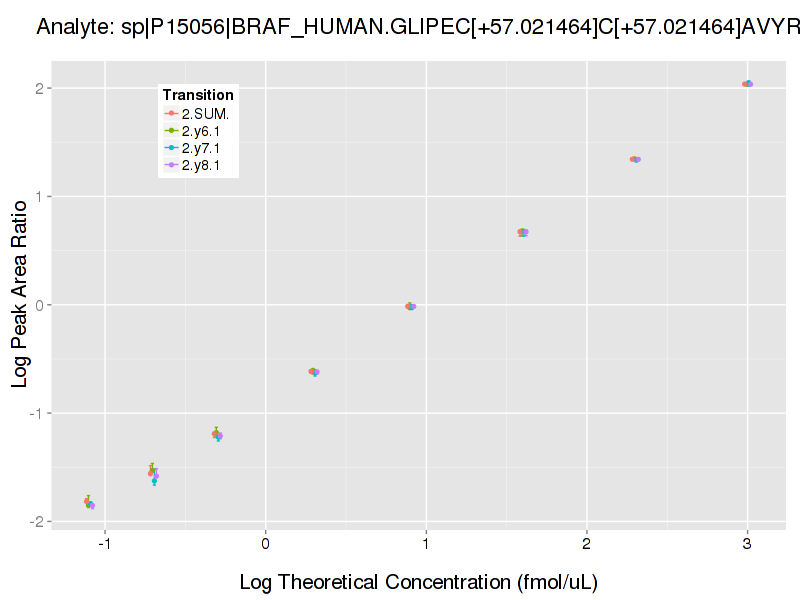 Analyte: sp|P15056|BRAF_HUMAN.GLIPEC[+57.021464]C[+57.021464]AVYR
Transition
2.SUM.
2.y6.1
2.y7.1
2.y8.1
Log Peak Area Ratio
2
1
0
-1
-2
-1
0
1
2
3
Log Theoretical Concentration (fmol/uL)